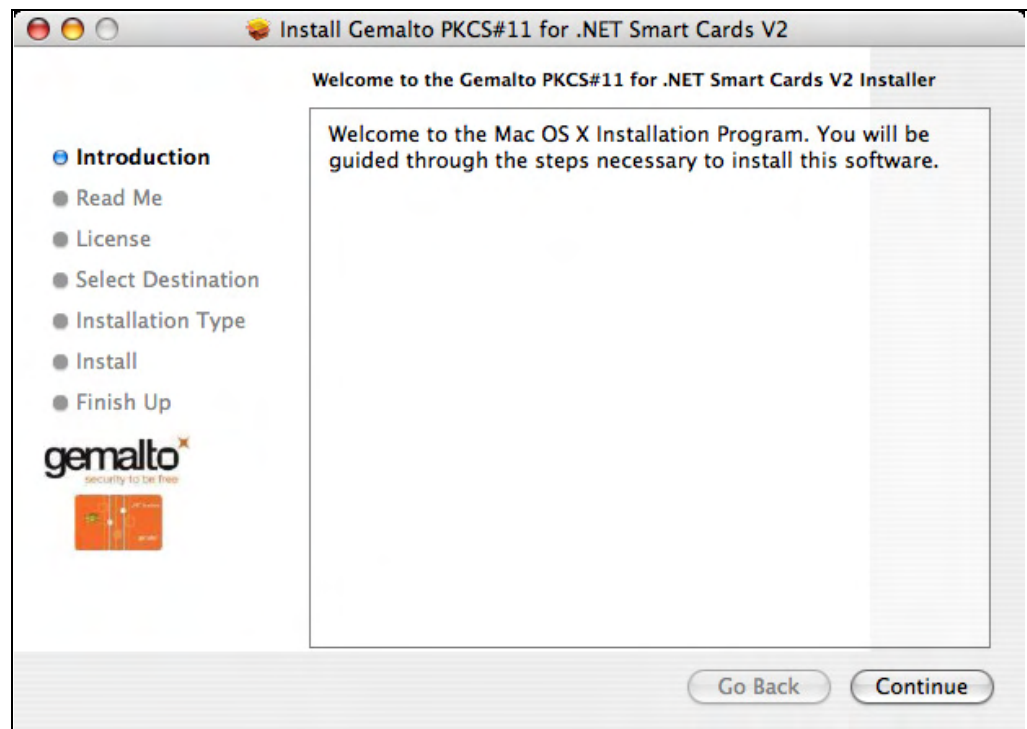 Install Gemalto PKCS#11 for .NET Smart Cards V2
Welcome to the Gemalto PKCS#11 for .NET Smart Cards V2 Installer
Introduction
Read Me
License
Select Destination
Installation Type
Install
Finish Up
gemalto
security to be free
Welcome to the Mac OS X Installation Program. You will be
guided through the steps necessary to install this software.
Go Back
Continue